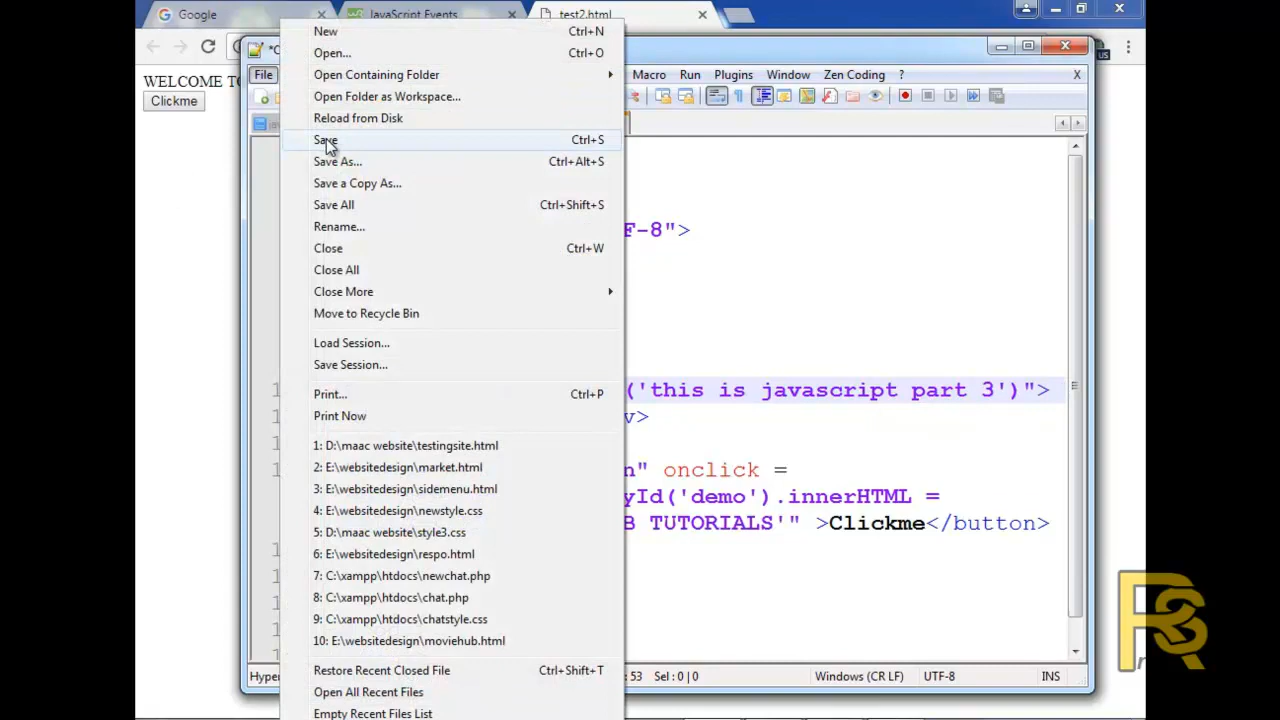 Google
JavaScript Events
test2.html
New Ctrl+N
Open... Ctrl+O
WELCOME TO
Clickme
File
Macro Run Plugins Window Zen Coding ? X
Open Containing Folder
Open Folder as Workspace...
Reload from Disk
Save Ctrl+S
Save As... Ctrl+Alt+S
Save a Copy As...
Save All Ctrl+Shift+S
Rename...
Close Ctrl+W
Close All
Close More
Move to Recycle Bin
Load Session...
Save Session...
Print... Ctrl+P
Print Now
1: D:\maac website\testingsite.html
2: E:\websitedesign\market.html
3: E:\websitedesign\sidemenu.html
4: E:\websitedesign\newstyle.css
5: D:\maac website\style3.css
6: E:\websitedesign\respo.html
7: C:\xampp\htdocs\newchat.php
8: C:\xampp\htdocs\chat.php
9: C:\xampp\htdocs\chatstyle.css
10: E:\websitedesign\moviehub.html
Restore Recent Closed File Ctrl+Shift+T
Open All Recent Files
Empty Recent Files List
F-8">
('this is javascript part 3')">
v>
n" onclick =
yId('demo').innerHTML =
B TUTORIALS'" >Clickme</button>
Hyper
53 Sel : 0 | 0 Windows (CR LF) UTF-8 INS